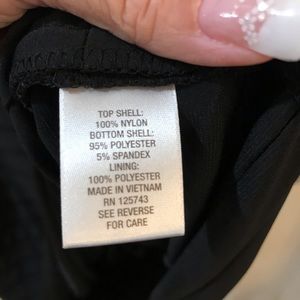 TOP SHELL:
100% NYLON
BOTTOM SHELL:
95% POLYESTER
5% SPANDEX
LINING:
100% POLYESTER
MADE IN VIETNAM
RN 125743
SEE REVERSE
FOR CARE